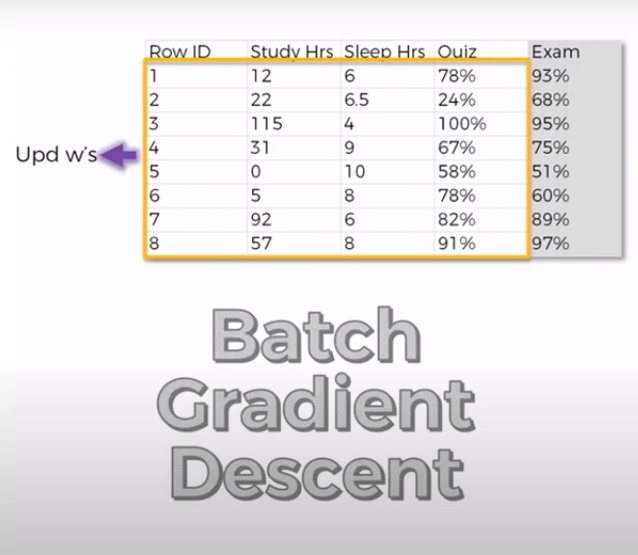 Row ID Study Hrs Sleep Hrs Quiz Exam
1 12 6 78% 93%
2 22 6.5 24% 68%
3 115 4 100% 95%
Upd w's 4 31 9 67% 75%
5 0 10 58% 51%
6 5 8 78% 60%
7 92 6 82% 89%
8 57 8 91% 97%
Batch
Gradient
Descent